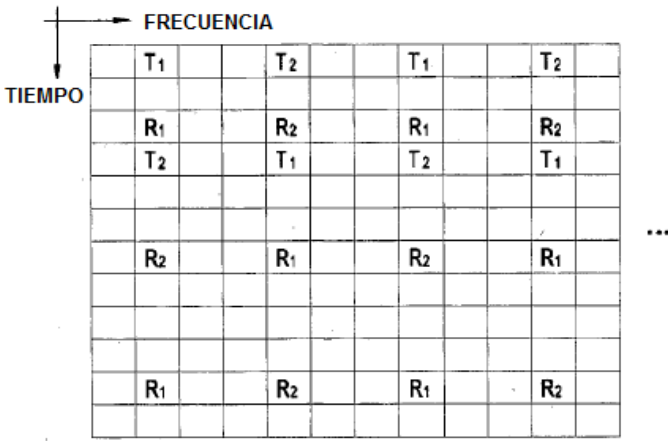 FRECUENCIA
TIEMPO
T1 T2 T1 T2
R1 R2 R1 R2
T2 T1 T2 T1
R2 R1 R2 R1
...
R1 R2 R1 R2